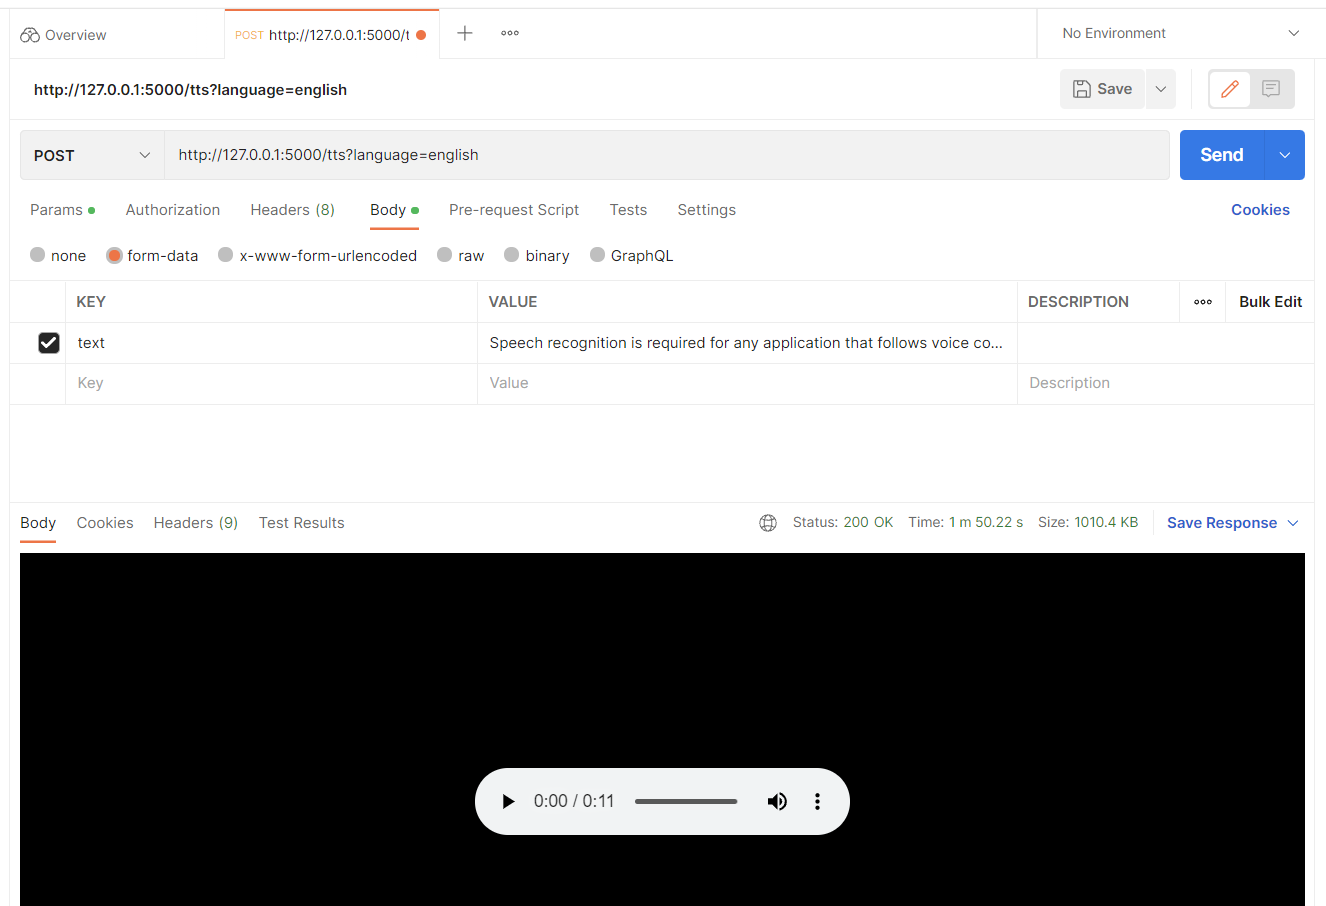 Overview
POST http://127.0.0.1:5000/t
No Environment
http://127.0.0.1:5000/tts?language=english
Save
POST http://127.0.0.1:5000/tts?language=english Send
Params Authorization Headers (8) Body Pre-request Script Tests Settings Cookies
none form-data x-www-form-urlencoded raw binary GraphQL
KEY VALUE DESCRIPTION Bulk Edit
text Speech recognition is required for any application that follows voice co...
Key Value Description
Body Cookies Headers (9) Test Results Status: 200 OK Time: 1 m 50.22 s Size: 1010.4 KB Save Response
0:00 / 0:11